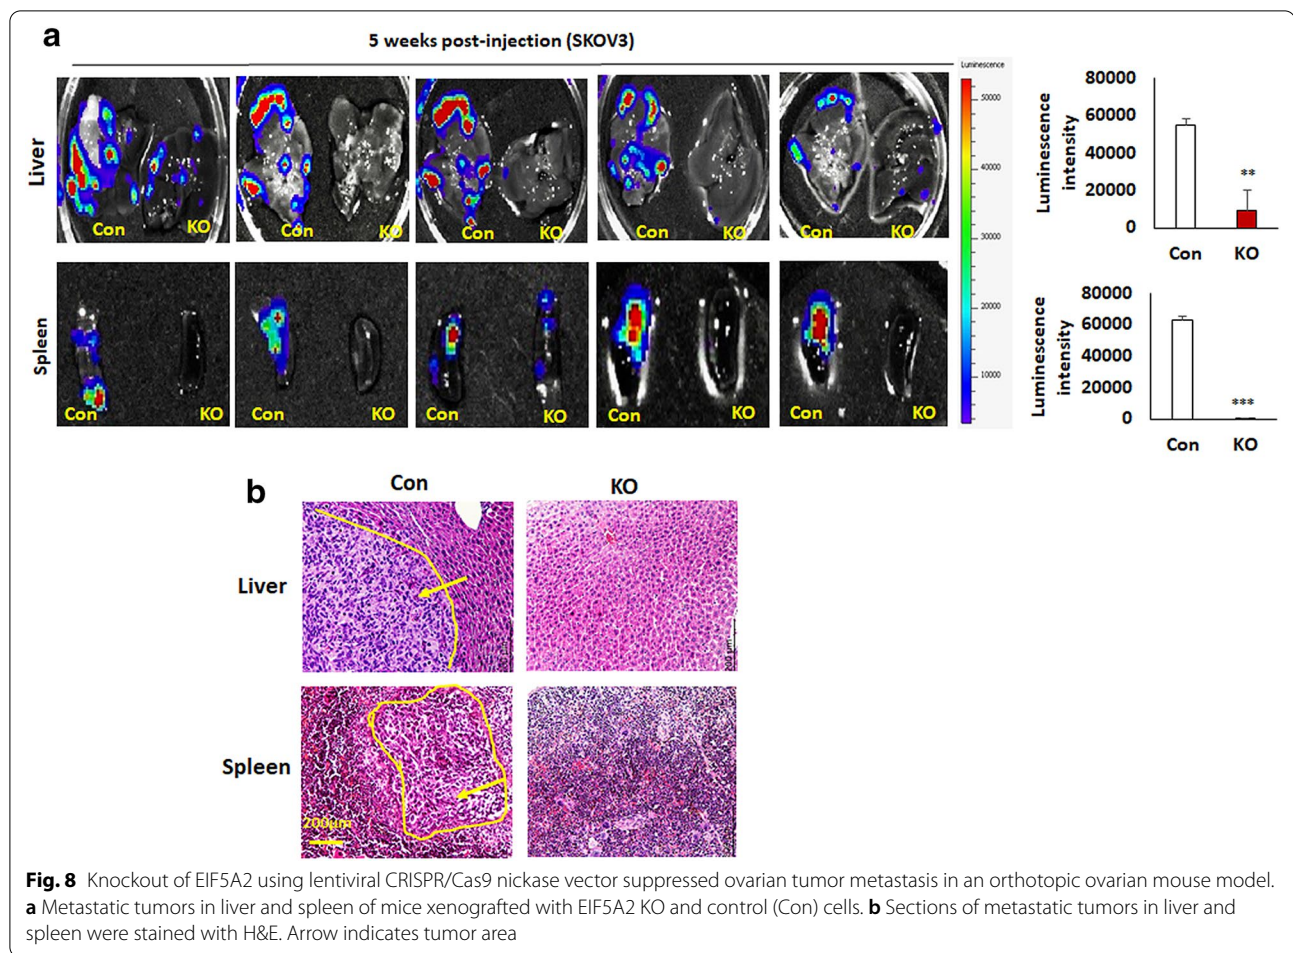 a
5 weeks post-injection (SKOV3)
Liver
Con KO
Con KO
Con KO
Con KO
Con KO
Spleen
Con KO
Con KO
Con KO
Con KO
Con KO
Luminescence
50000
40000
30000
20000
10000
Luminescence intensity
80000
60000
40000
20000
0
**
Con KO
Luminescence intensity
80000
60000
40000
20000
0
***
Con KO
b
Con KO
Liver
200 µm
Spleen
200µm
Fig. 8 Knockout of EIF5A2 using lentiviral CRISPR/Cas9 nickase vector suppressed ovarian tumor metastasis in an orthotopic ovarian mouse model.
a Metastatic tumors in liver and spleen of mice xenografted with EIF5A2 KO and control (Con) cells. b Sections of metastatic tumors in liver and
spleen were stained with H&E. Arrow indicates tumor area